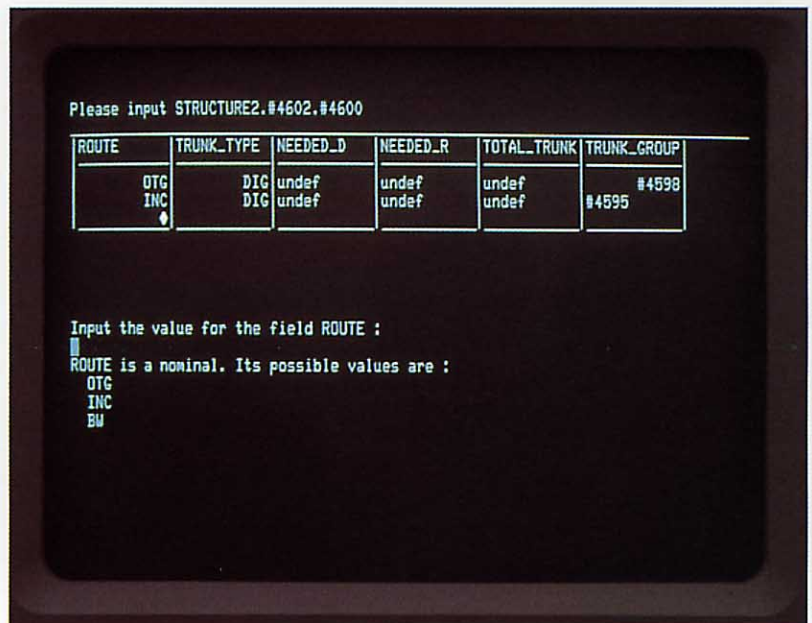 Please input STRUCTURE2.#4602.#4600
ROUTE TRUNK_TYPE NEEDED_D NEEDED_R TOTAL_TRUNK TRUNK_GROUP
OTG DIG undef undef undef #4598
INC DIG undef undef undef #4595
Input the value for the field ROUTE :
ROUTE is a nominal. Its possible values are :
OTG
INC
BW